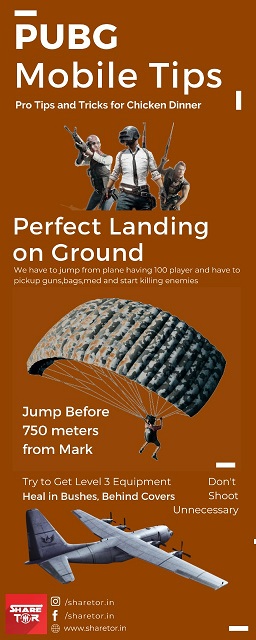 PUBG
Mobile Tips
Pro Tips and Tricks for Chicken Dinner
Perfect Landing
on Ground
We have to jump from plane having 100 player and have to
pickup guns,bags,med and start killing enemies
Jump Before
750 meters
from Mark
Try to Get Level 3 Equipment
Heal in Bushes, Behind Covers
Don't
Shoot
Unnecessary
SHARE
TOR
/sharetor.in
/sharetor.in
www.sharetor.in